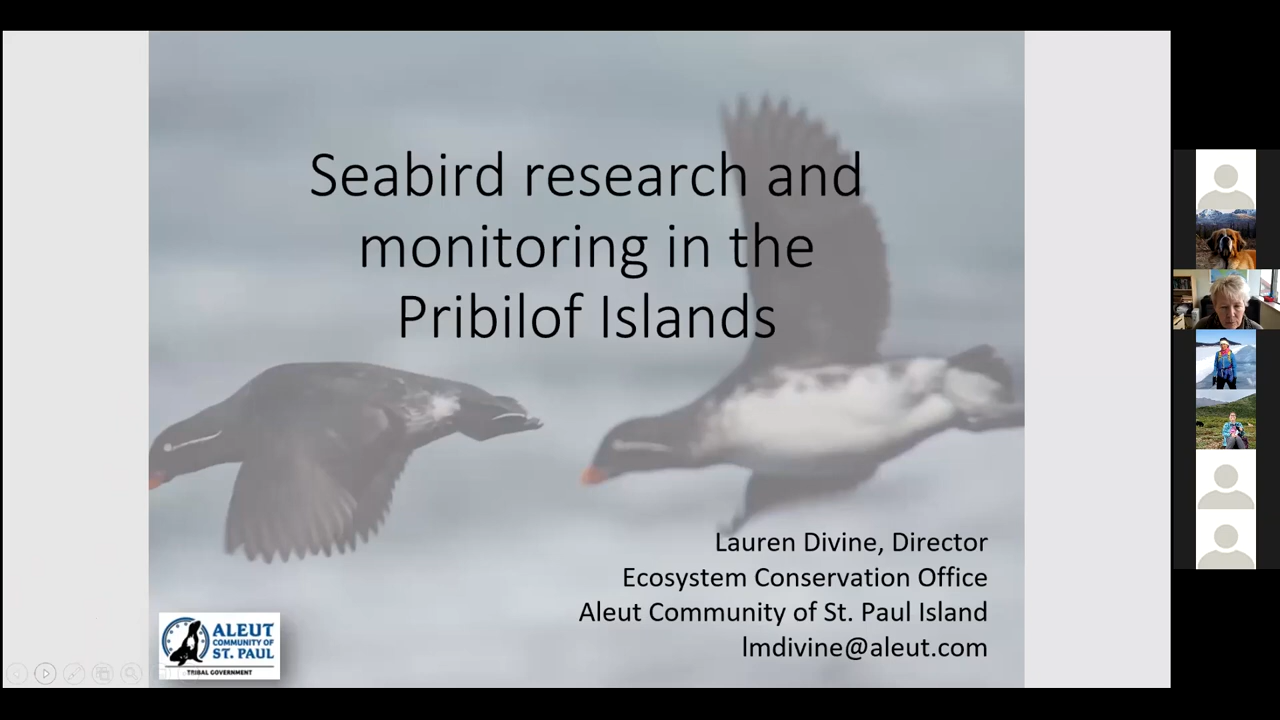 Seabird research and
monitoring in the
Pribilof Islands
Lauren Divine, Director
Ecosystem Conservation Office
Aleut Community of St. Paul Island
lmdivine@aleut.com
ALEUT
COMMUNITY OF
ST. PAUL
TRIBAL GOVERNMENT